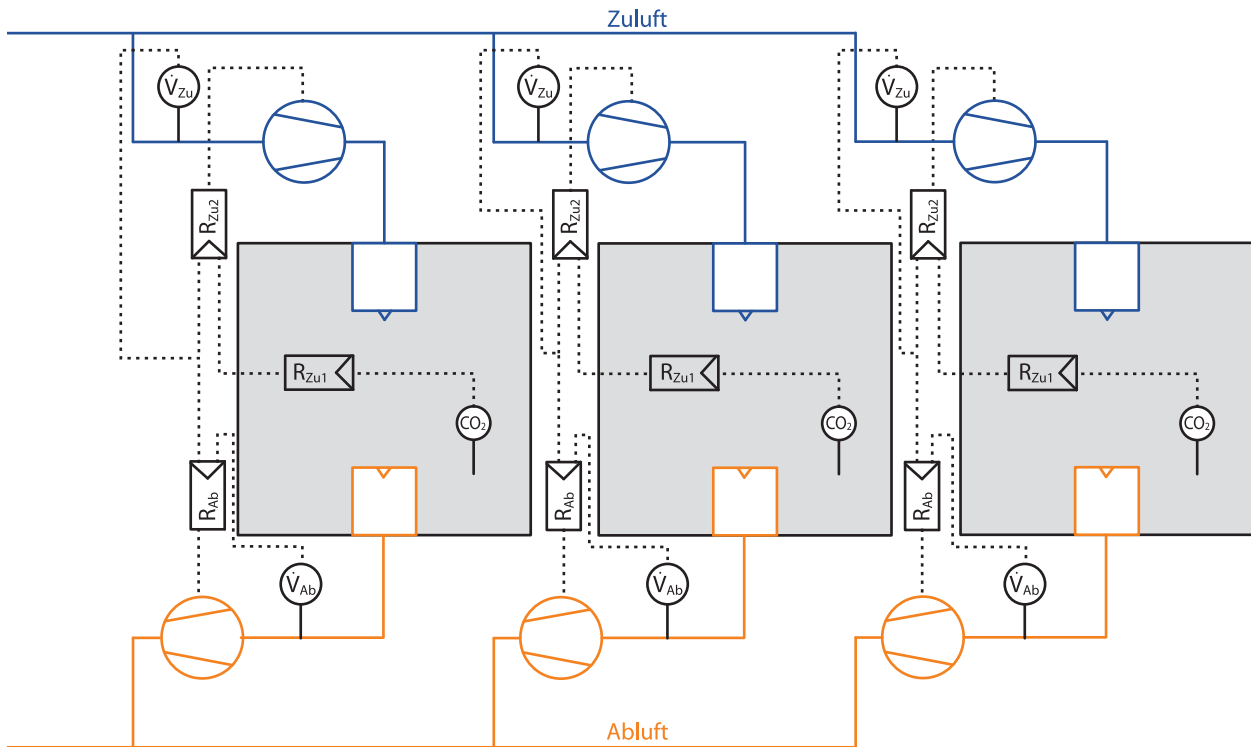 Zuluft
V̇Zu
V̇Zu
V̇Zu
RZu2
RZu2
RZu2
RZu1
RZu1
RZu1
CO₂
CO₂
CO₂
RAb
RAb
RAb
V̇Ab
V̇Ab
V̇Ab
Abluft